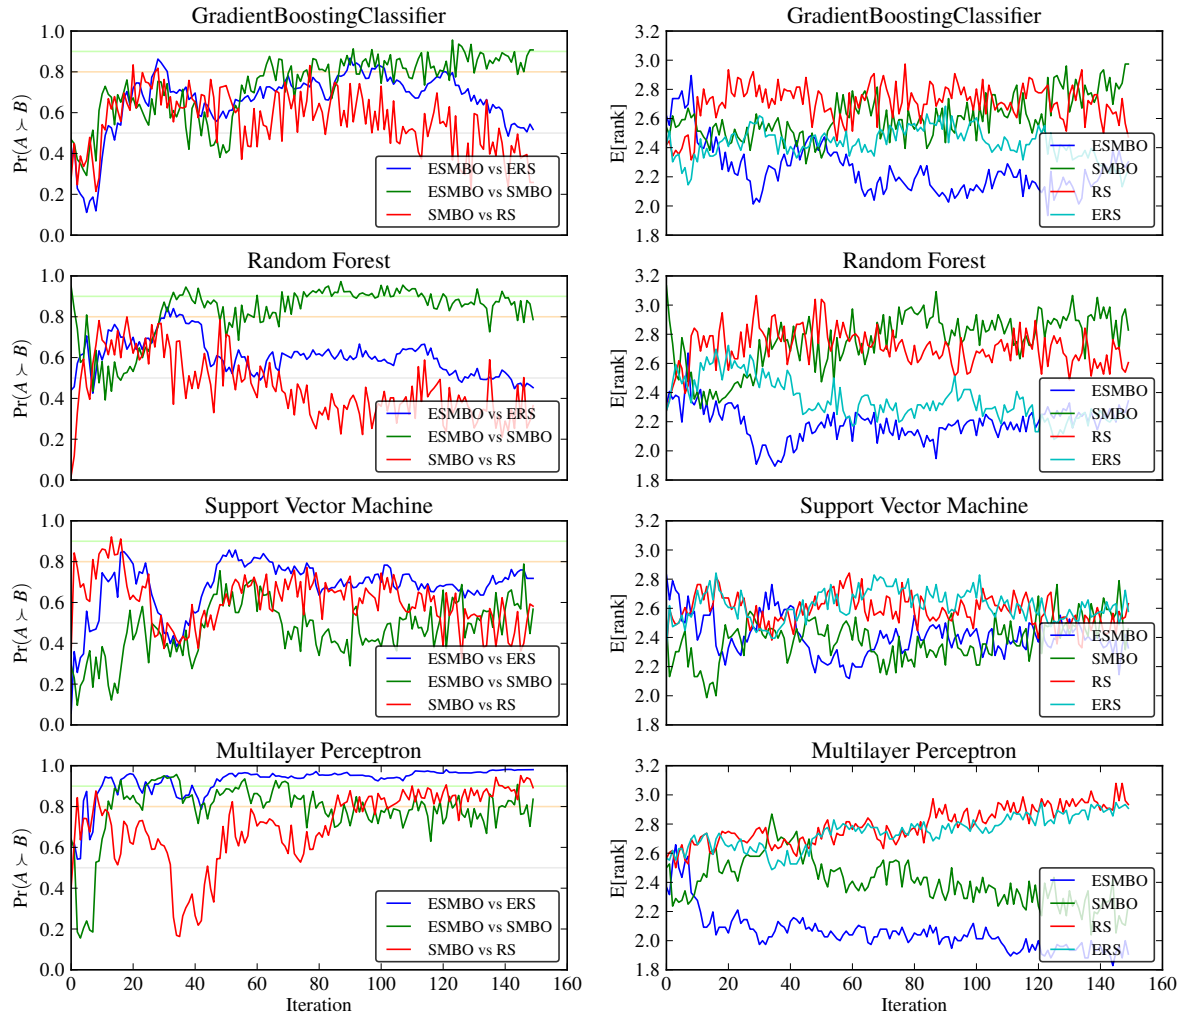 GradientBoostingClassifier
1.0
0.8
0.6
0.4
0.2
0.0
Pr(A ≻ B)
ESMBO vs ERS
ESMBO vs SMBO
SMBO vs RS
GradientBoostingClassifier
3.2
3.0
2.8
2.6
2.4
2.2
2.0
1.8
E[rank]
ESMBO
SMBO
RS
ERS
Random Forest
1.0
0.8
0.6
0.4
0.2
0.0
Pr(A ≻ B)
ESMBO vs ERS
ESMBO vs SMBO
SMBO vs RS
Random Forest
3.2
3.0
2.8
2.6
2.4
2.2
2.0
1.8
E[rank]
ESMBO
SMBO
RS
ERS
Support Vector Machine
1.0
0.8
0.6
0.4
0.2
0.0
Pr(A ≻ B)
ESMBO vs ERS
ESMBO vs SMBO
SMBO vs RS
Support Vector Machine
3.2
3.0
2.8
2.6
2.4
2.2
2.0
1.8
E[rank]
ESMBO
SMBO
RS
ERS
Multilayer Perceptron
1.0
0.8
0.6
0.4
0.2
0.0
Pr(A ≻ B)
ESMBO vs ERS
ESMBO vs SMBO
SMBO vs RS
0 20 40 60 80 100 120 140 160
Iteration
Multilayer Perceptron
3.2
3.0
2.8
2.6
2.4
2.2
2.0
1.8
E[rank]
ESMBO
SMBO
RS
ERS
0 20 40 60 80 100 120 140 160
Iteration